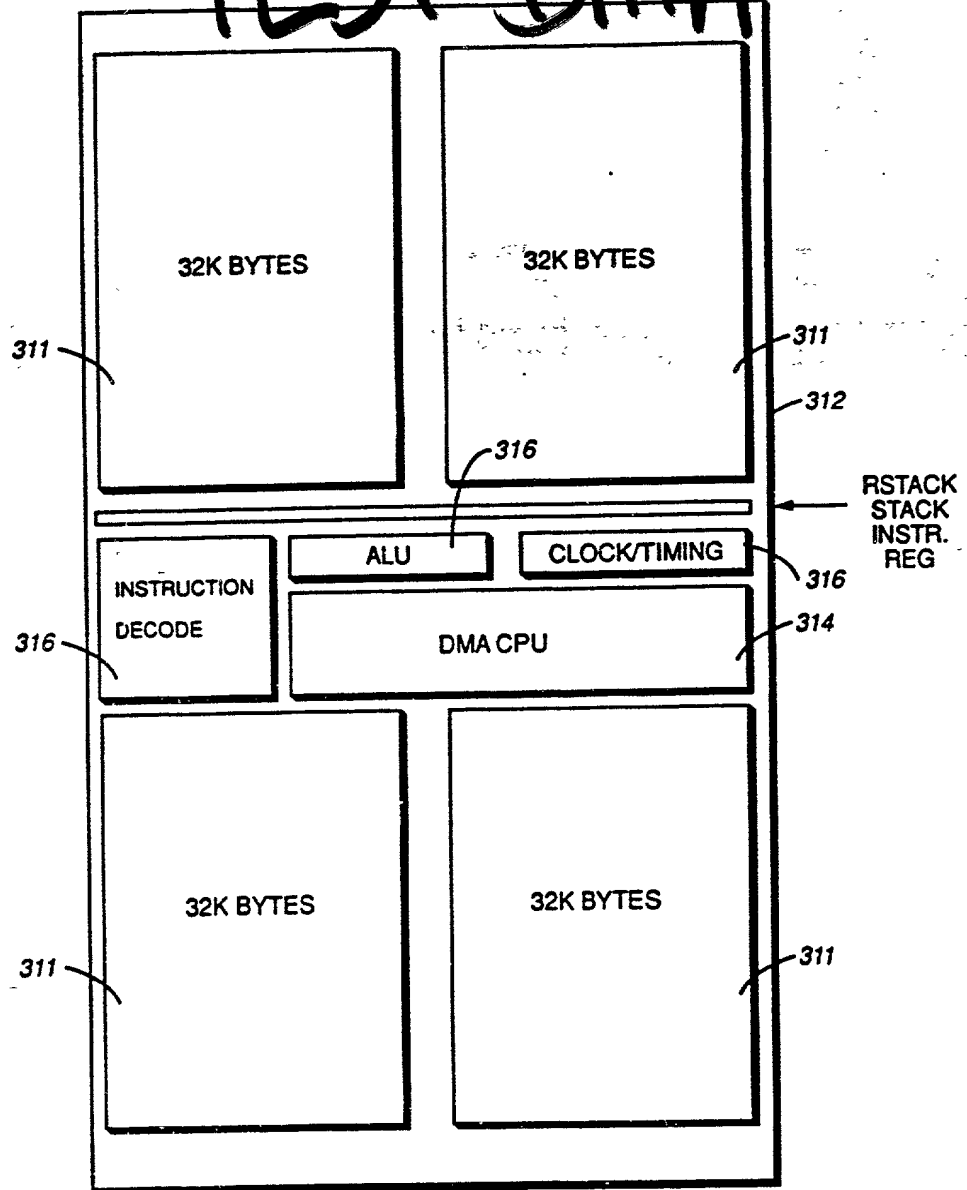 32K BYTES
32K BYTES
311
311
312
316
RSTACK
STACK
INSTR.
REG
ALU
CLOCK/TIMING
316
INSTRUCTION
DECODE
314
DMA CPU
316
32K BYTES
32K BYTES
311
311